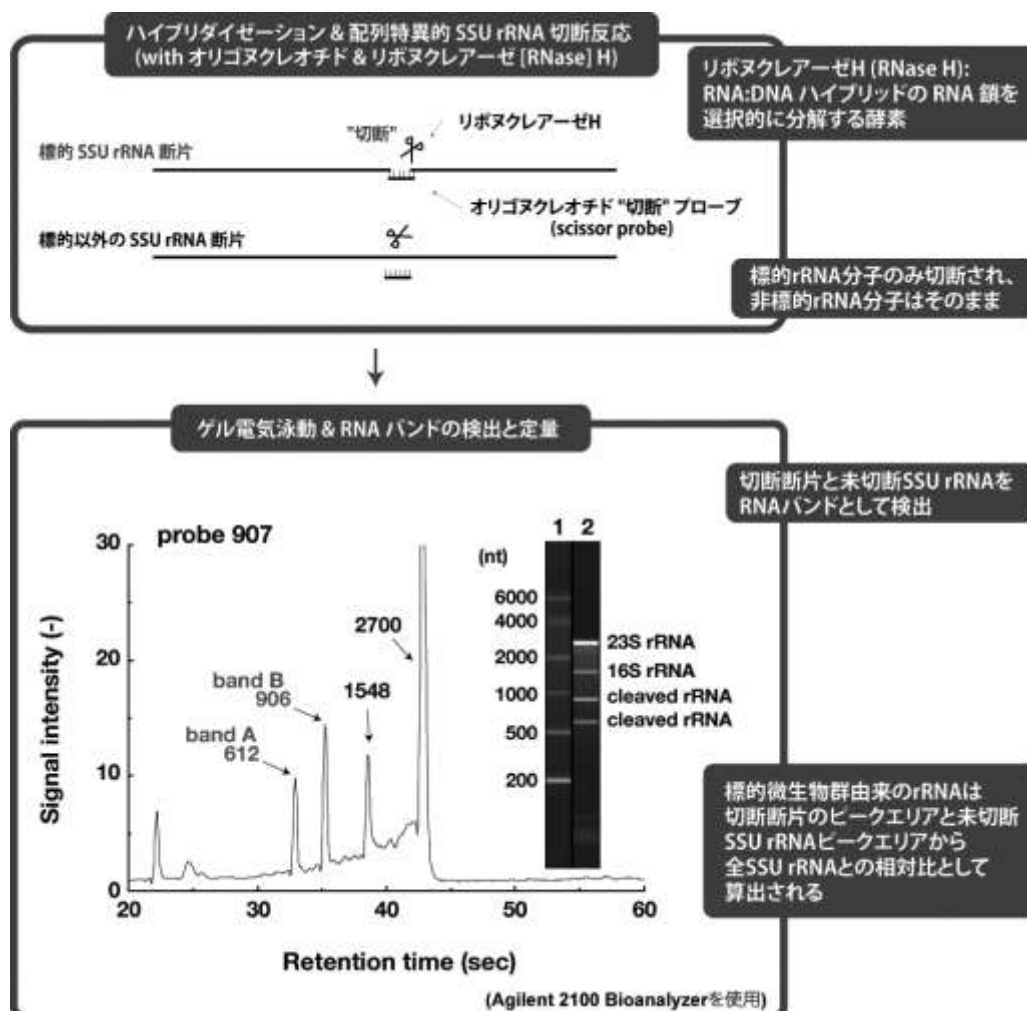 ハイブリダイゼーション & 配列特異的 SSU rRNA 切断反応
(with オリゴヌクレオチド & リボヌクレアーゼ [RNase] H)
リボヌクレアーゼH (RNase H):
RNA:DNA ハイブリッドの RNA 鎖を
選択的に分解する酵素
"切断"
リボヌクレアーゼH
標的 SSU rRNA 断片
オリゴヌクレオチド "切断" プローブ
(scissor probe)
標的以外の SSU rRNA 断片
標的rRNA分子のみ切断され、
非標的rRNA分子はそのまま
ゲル電気泳動 & RNA バンドの検出と定量
切断断片と未切断SSU rRNAを
RNAバンドとして検出
probe 907
Signal intensity (-)
30
20
10
0
20
30
40
50
60
Retention time (sec)
band A
612
band B
906
1548
2700
1 2
(nt)
6000
4000
2000
1000
500
200
23S rRNA
16S rRNA
cleaved rRNA
cleaved rRNA
標的微生物群由来のrRNAは
切断断片のピークエリアと未切断
SSU rRNAピークエリアから
全SSU rRNAとの相対比として
算出される
(Agilent 2100 Bioanalyzerを使用)